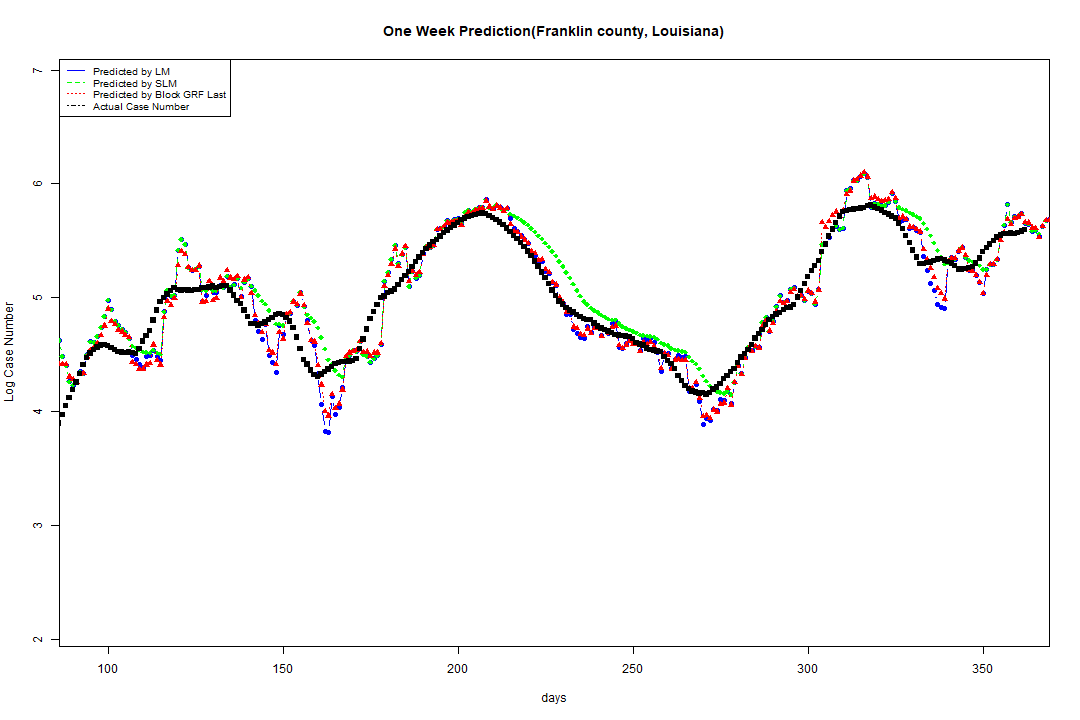 One Week Prediction(Franklin county, Louisiana)
Predicted by LM
Predicted by SLM
Predicted by Block GRF Last
Actual Case Number
7
6
5
4
3
2
Log Case Number
100 150 200 250 300 350
days